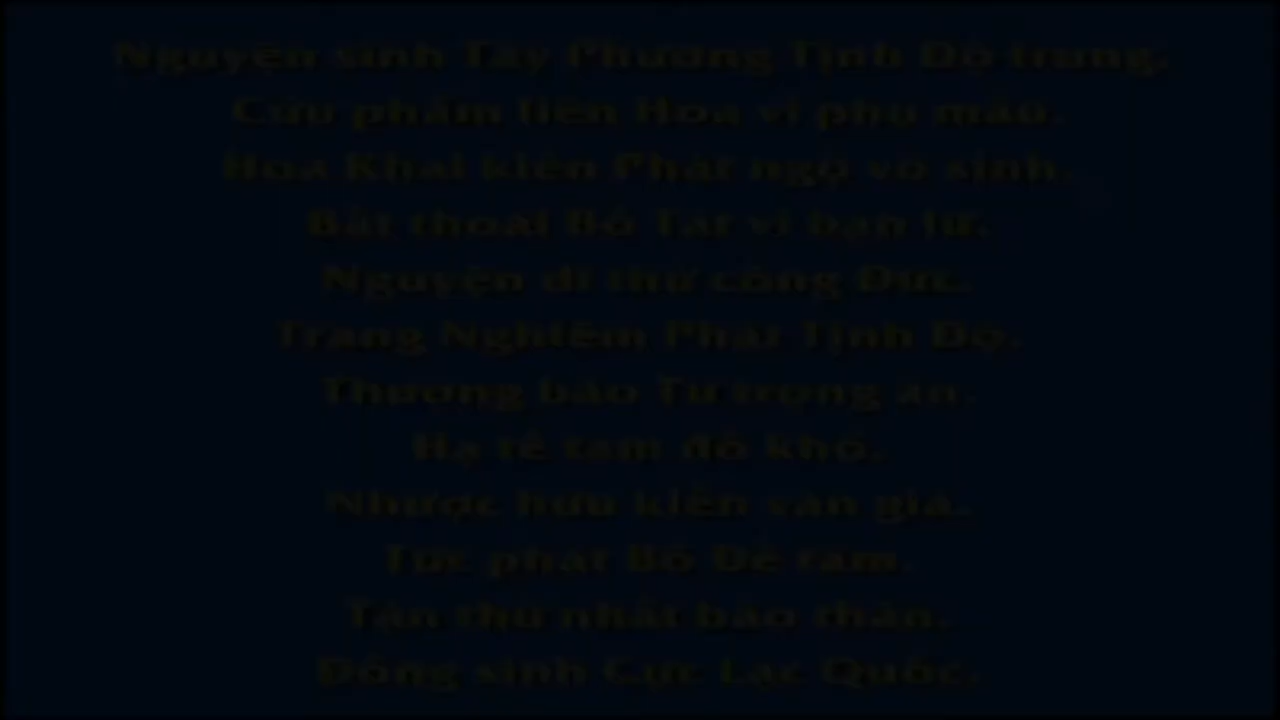 Nguyện sinh Tây Phương Tịnh Độ trung,
Cửu phẩm liên Hoa vi phụ mẫu.
Hoa Khai kiến Phật ngộ vô sinh,
Bất thoái Bồ Tát vi bạn lữ.
Nguyện dĩ thử công Đức,
Trang Nghiêm Phật Tịnh Độ.
Thượng báo Tứ trọng ân,
Hạ tế tam đồ khổ.
Nhược hữu kiến văn giả,
Tức phát Bồ Đề tâm.
Tận thử nhất báo thân,
Đồng sinh Cực Lạc Quốc.